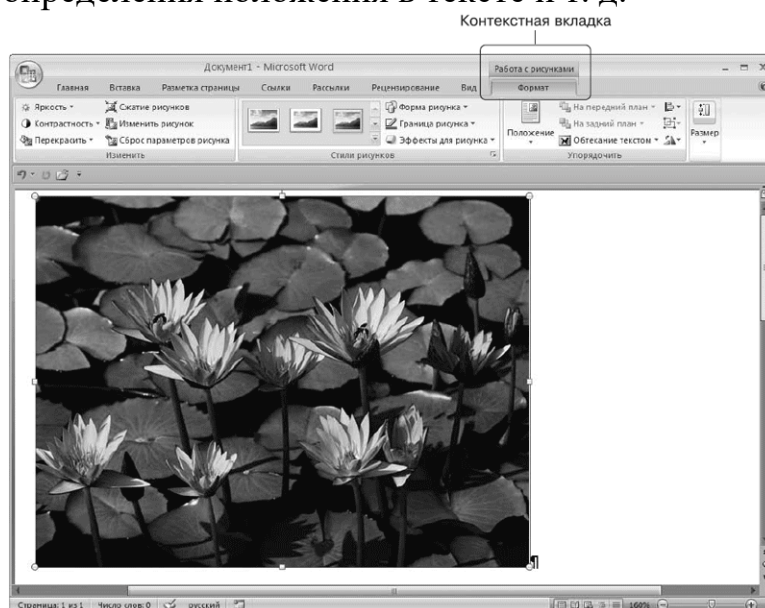 определения положения в тексте и т. д.
Контекстная вкладка
Документ1 - Microsoft Word
Работа с рисунками
Главная Вставка Разметка страницы Ссылки Рассылки Рецензирование Вид Формат
Яркость Сжатие рисунков Форма рисунка На передний план
Контрастность Изменить рисунок Граница рисунка Положение На задний план Размер
Перекрасить Сброс параметров рисунка Эффекты для рисунка Обтекание текстом
Изменить Стили рисунков Упорядочить
¶
Страница: 1 из 1 Число слов: 0 русский 160%